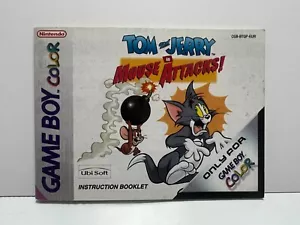 Nintendo
GAME BOY COLOR
TOM and JERRY
in
MOUSE ATTACKS!
Ubi Soft
INSTRUCTION BOOKLET
ONLY FOR
GAME BOY
COLOR